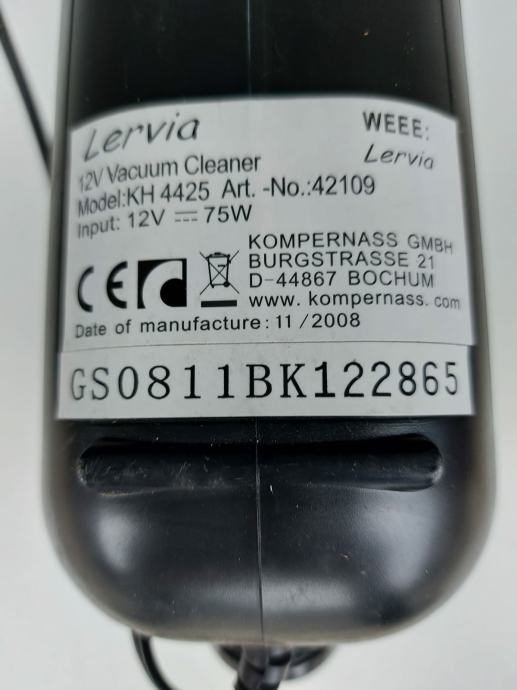 Lervia
WEEE:
Lervia
12V Vacuum Cleaner
Model:KH 4425 Art. -No.:42109
Input: 12V ⎓ 75W
CE
KOMPERNASS GMBH
BURGSTRASSE 21
D-44867 BOCHUM
www. kompernass. com
Date of manufacture: 11 /2008
GS0811BK122865